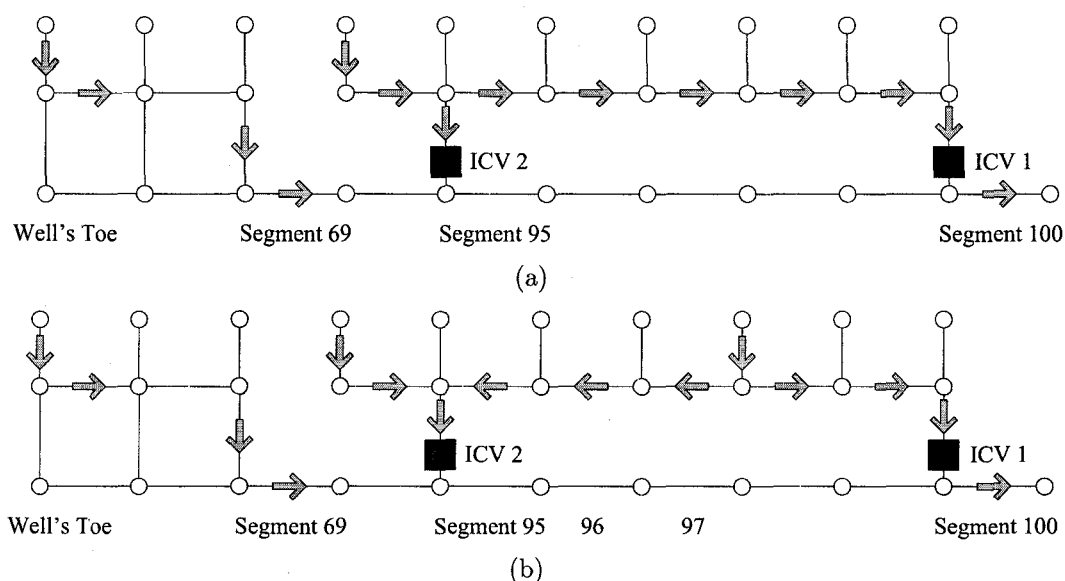 ICV 2 ICV 1
Well's Toe Segment 69 Segment 95 Segment 100
(a)
ICV 2 ICV 1
Well's Toe Segment 69 Segment 95 96 97 Segment 100
(b)